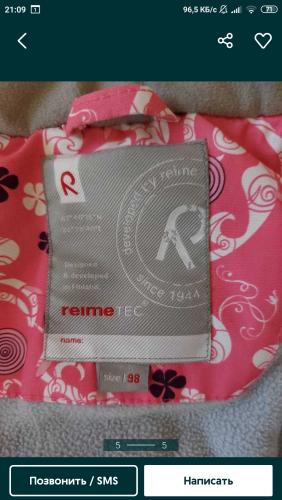 21:09
96,5 КБ/с
71
R
Designed
& developed
in Finland.
developed by reima
since 1944
reimaTEC®
name:
size 98
5 — 5
Позвонить / SMS
Написать